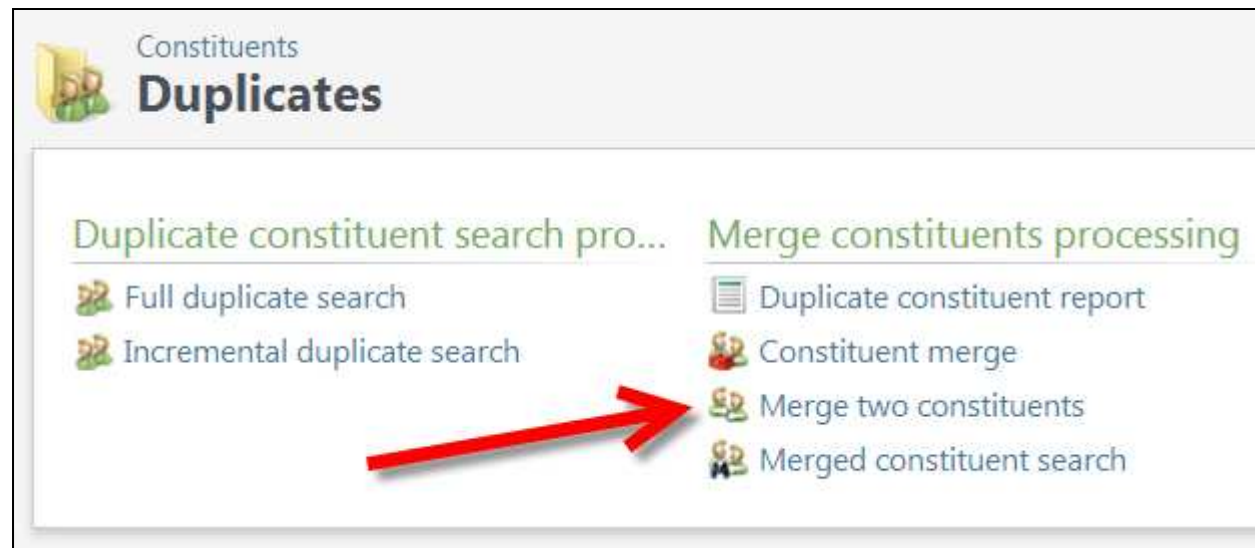 Constituents
Duplicates
Duplicate constituent search pro...
Full duplicate search
Incremental duplicate search
Merge constituents processing
Duplicate constituent report
Constituent merge
Merge two constituents
Merged constituent search